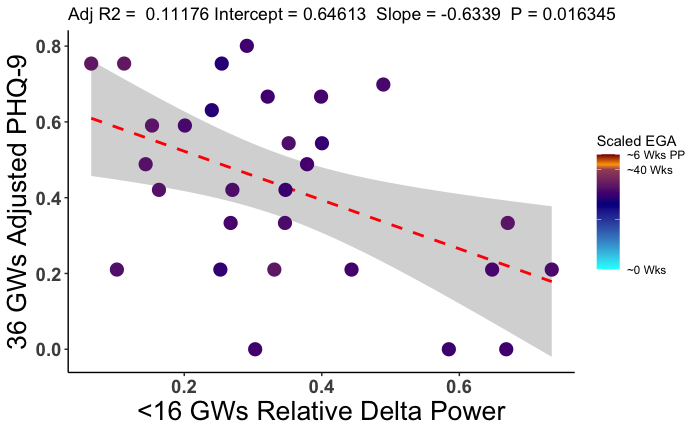 Adj R2 =  0.11176 Intercept = 0.64613  Slope = -0.6339  P = 0.016345
36 GWs Adjusted PHQ-9
0.8
0.6
0.4
0.2
0.0
0.2
0.4
0.6
<16 GWs Relative Delta Power
Scaled EGA
~6 Wks PP
~40 Wks
~0 Wks